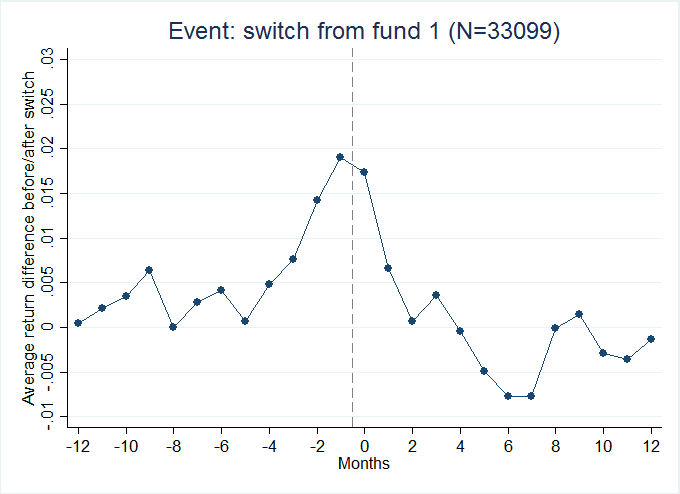 Event: switch from fund 1 (N=33099)
Average return difference before/after switch
.03
.025
.02
.015
.01
.005
0
-.005
-.01
-12 -10 -8 -6 -4 -2 0 2 4 6 8 10 12
Months